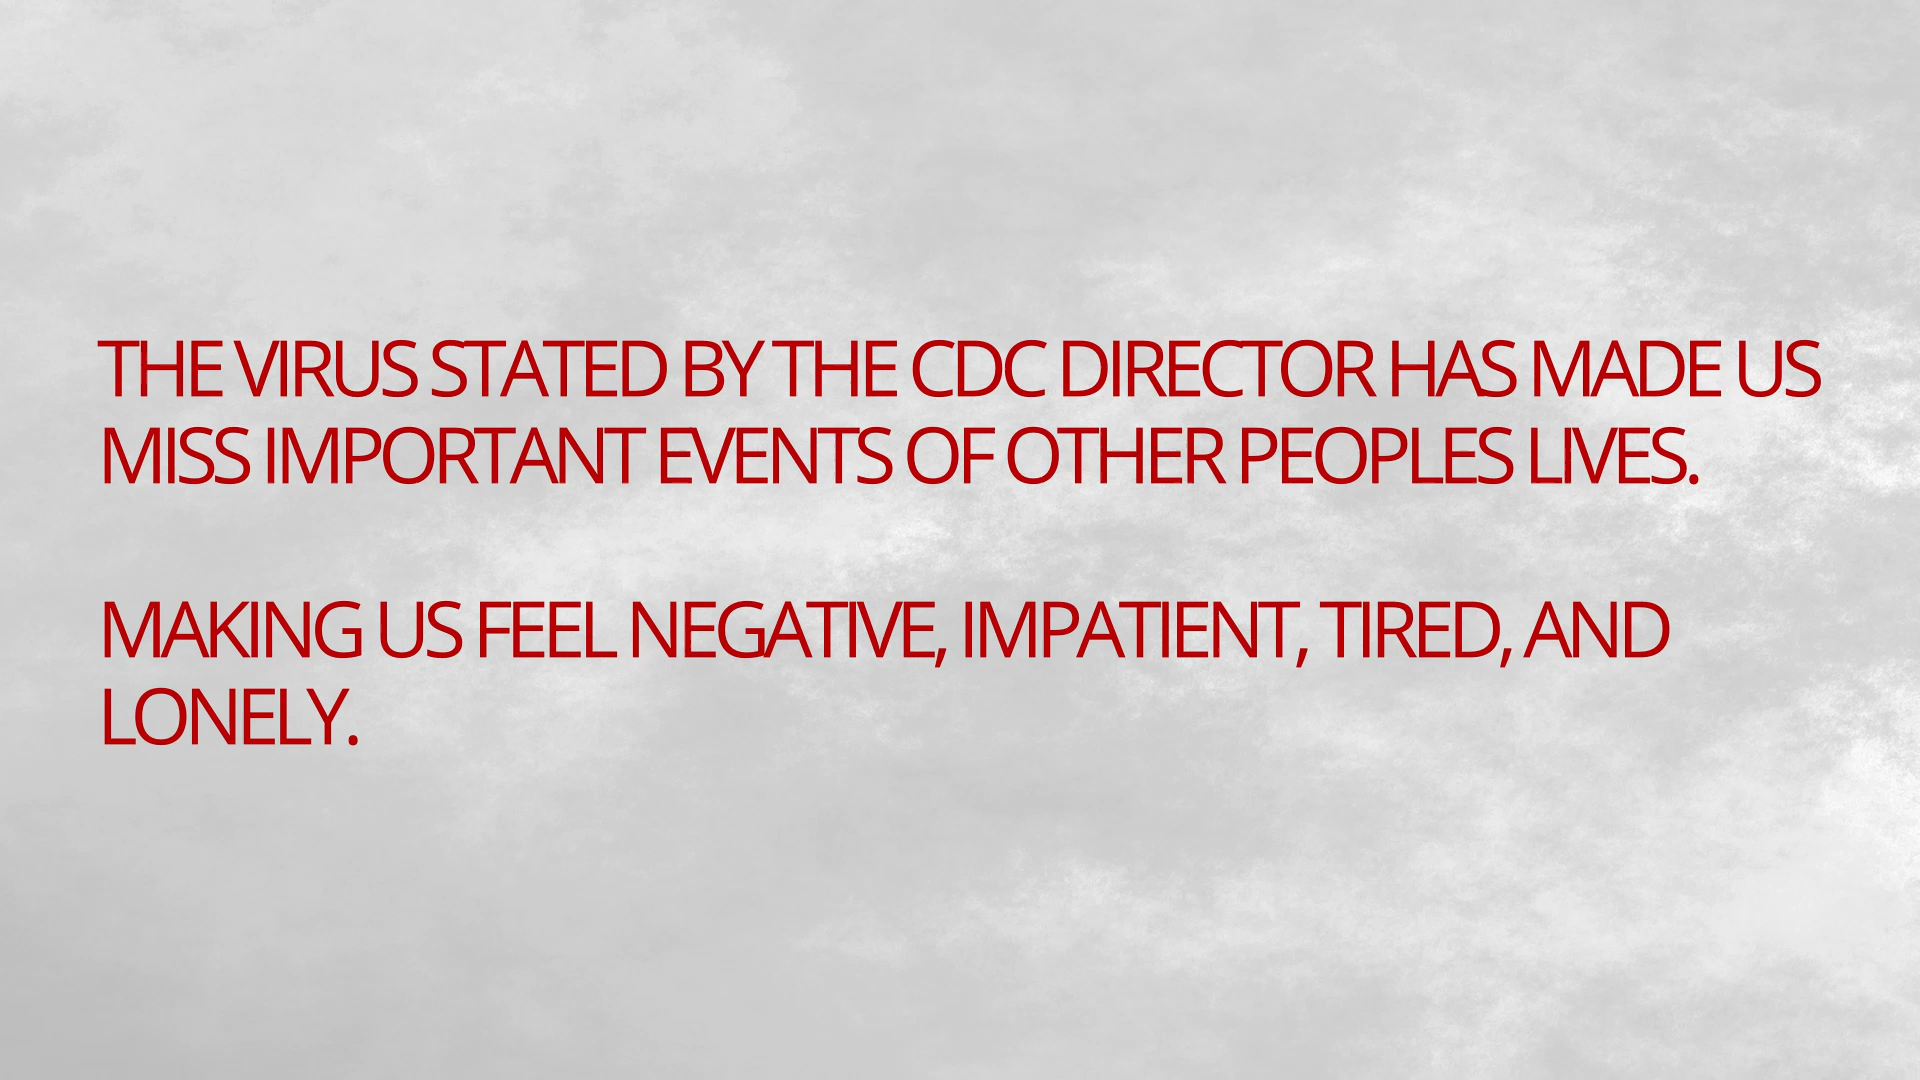 THE VIRUS STATED BY THE CDC DIRECTOR HAS MADE US
MISS IMPORTANT EVENTS OF OTHER PEOPLES LIVES.
MAKING US FEEL NEGATIVE, IMPATIENT, TIRED, AND
LONELY.